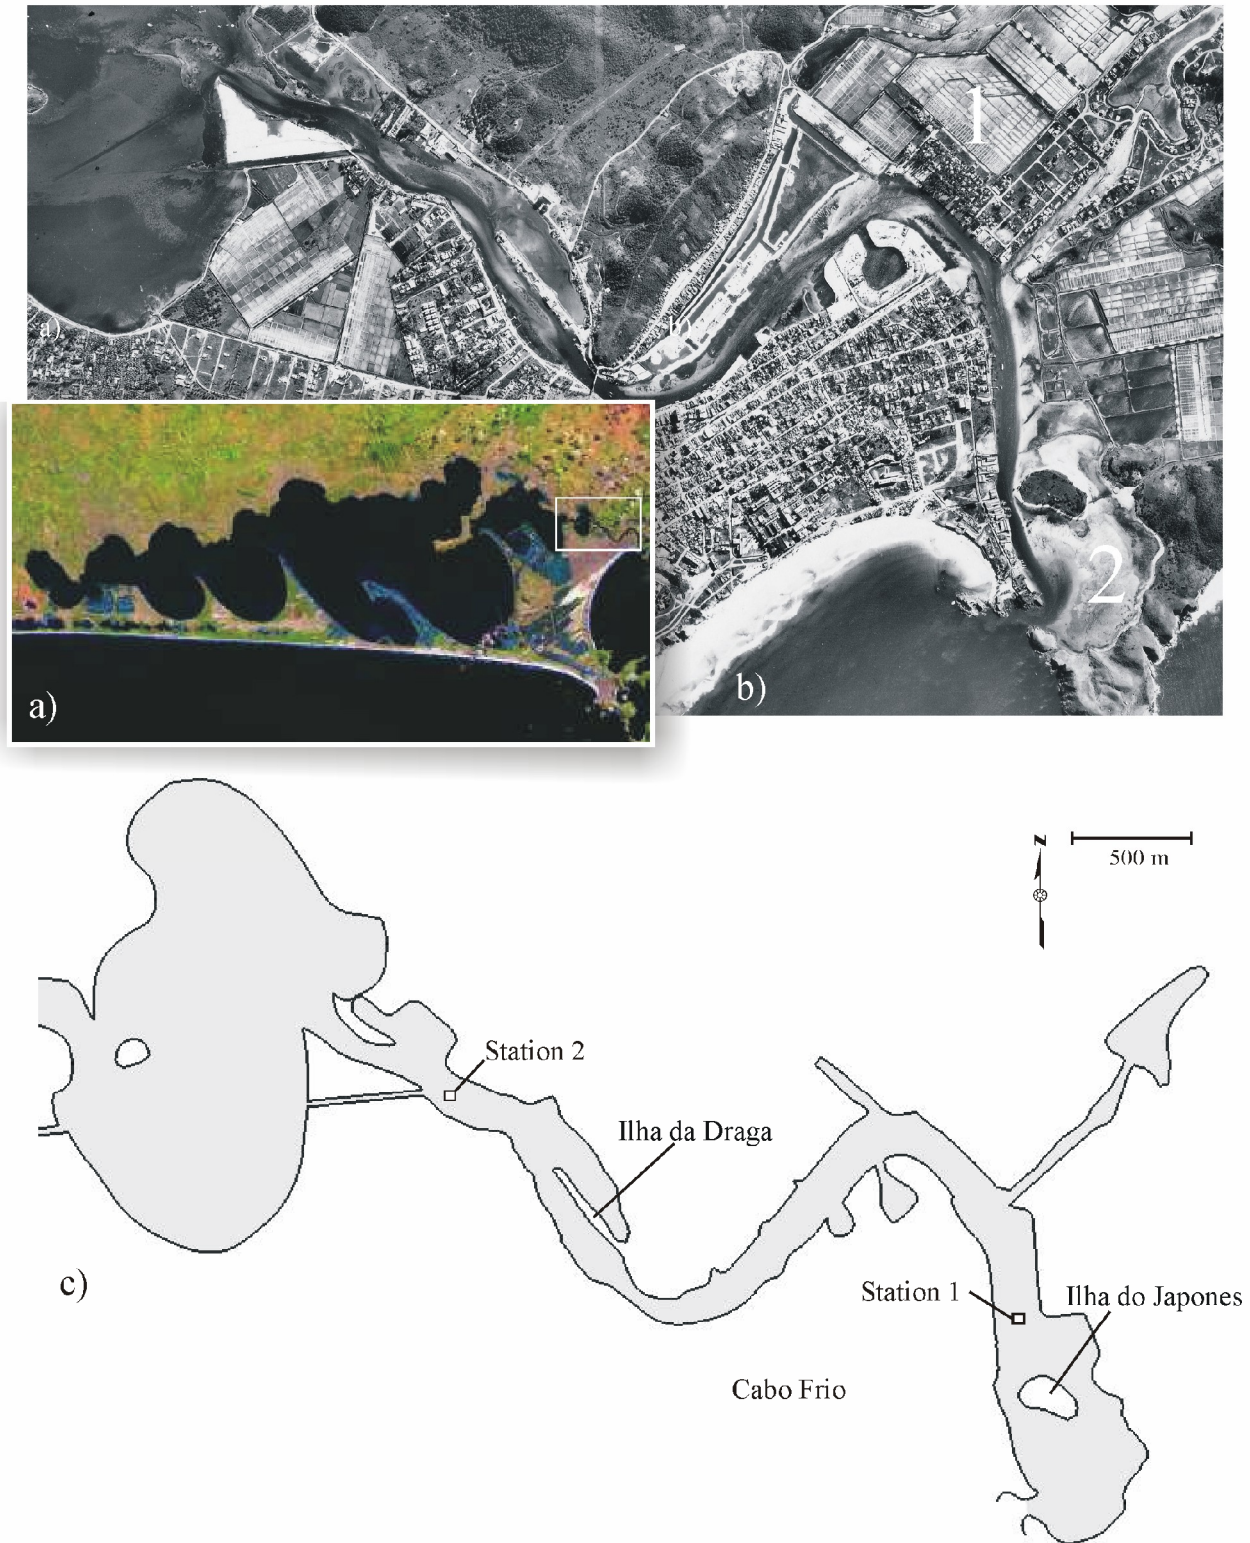 1
a)
b)
2
b)
a)
N
500 m
Station 2
Ilha da Draga
c)
Station 1
Ilha do Japones
Cabo Frio